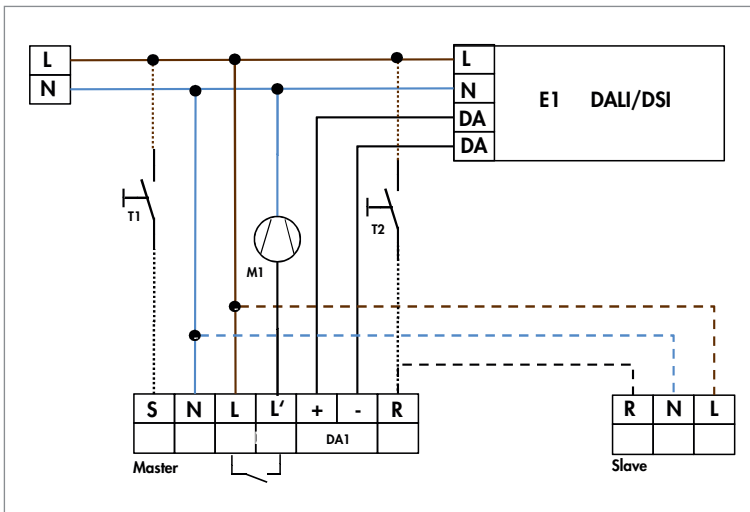 L
N
L
N
DA
DA
E1 DALI/DSI
T1
T2
M1
S N L L' + - R
DA1
Master
R N L
Slave